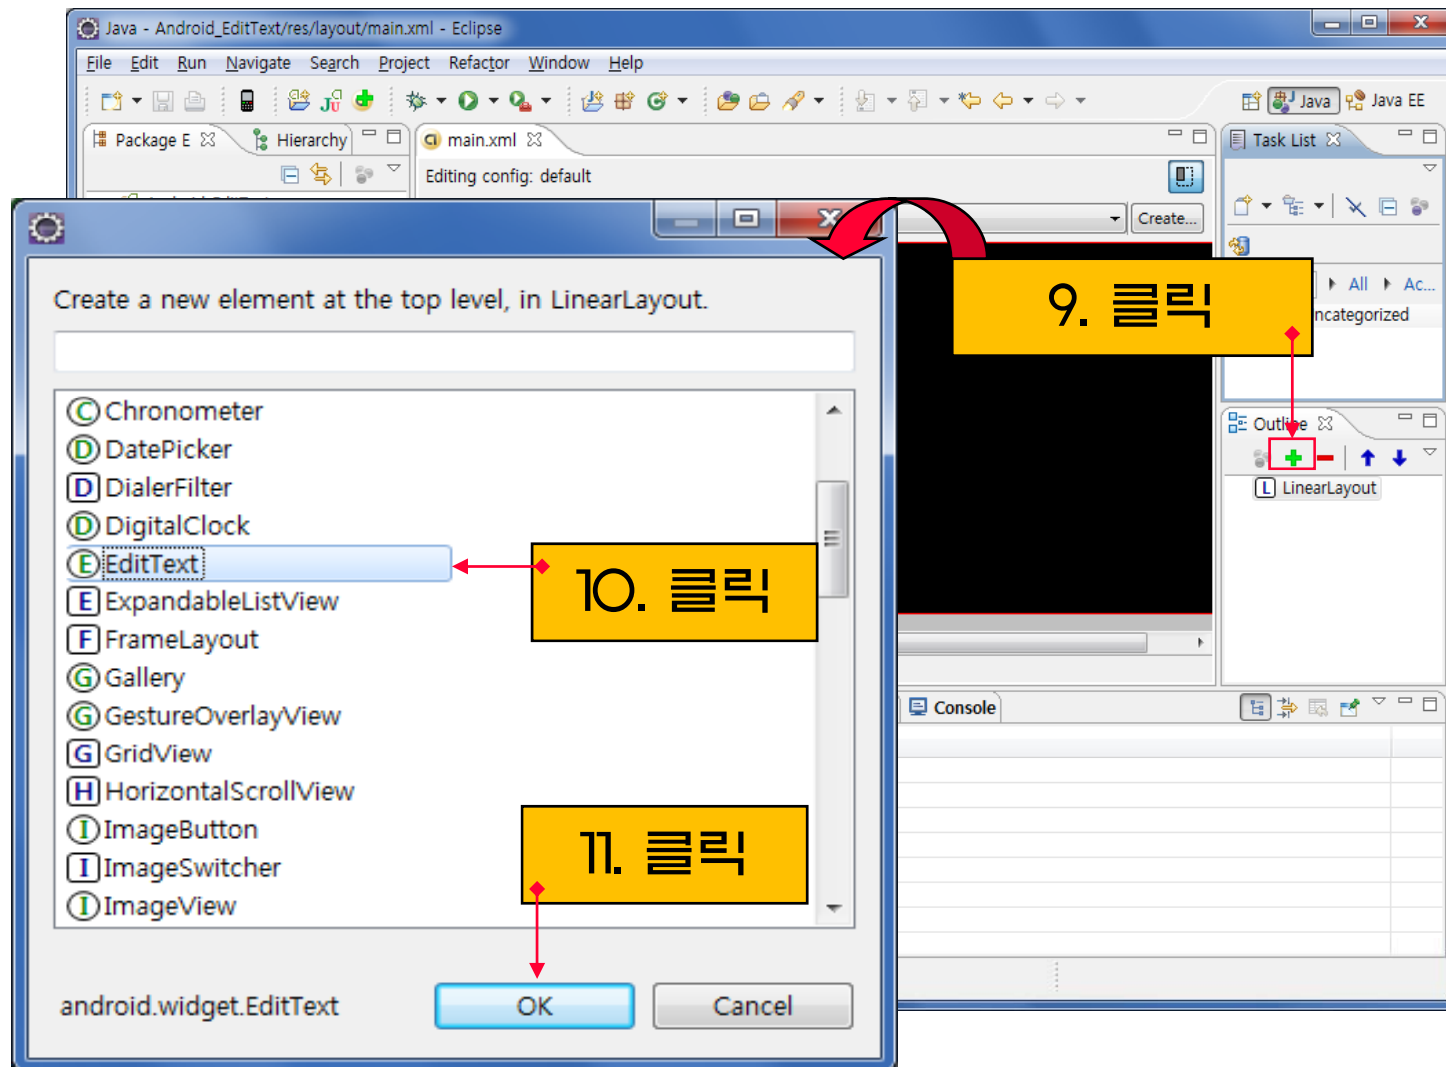 Java - Android_EditText/res/layout/main.xml - Eclipse
File Edit Run Navigate Search Project Refactor Window Help
Java Java EE
Package E Hierarchy main.xml Task List
Editing config: default
Create...
Create a new element at the top level, in LinearLayout.
9. 클릭
All Ac...
ncategorized
Chronometer
DatePicker
DialerFilter
DigitalClock
EditText
ExpandableListView
FrameLayout
Gallery
GestureOverlayView
GridView
HorizontalScrollView
ImageButton
ImageSwitcher
ImageView
10. 클릭
11. 클릭
Outline
LinearLayout
Console
android.widget.EditText OK Cancel